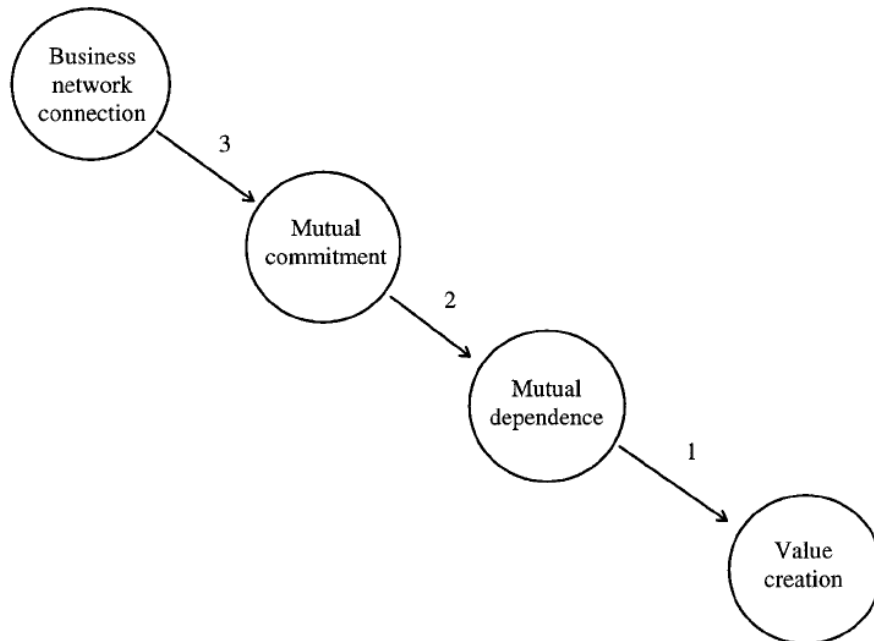 Business
network
connection
3
Mutual
commitment
2
Mutual
dependence
1
Value
creation